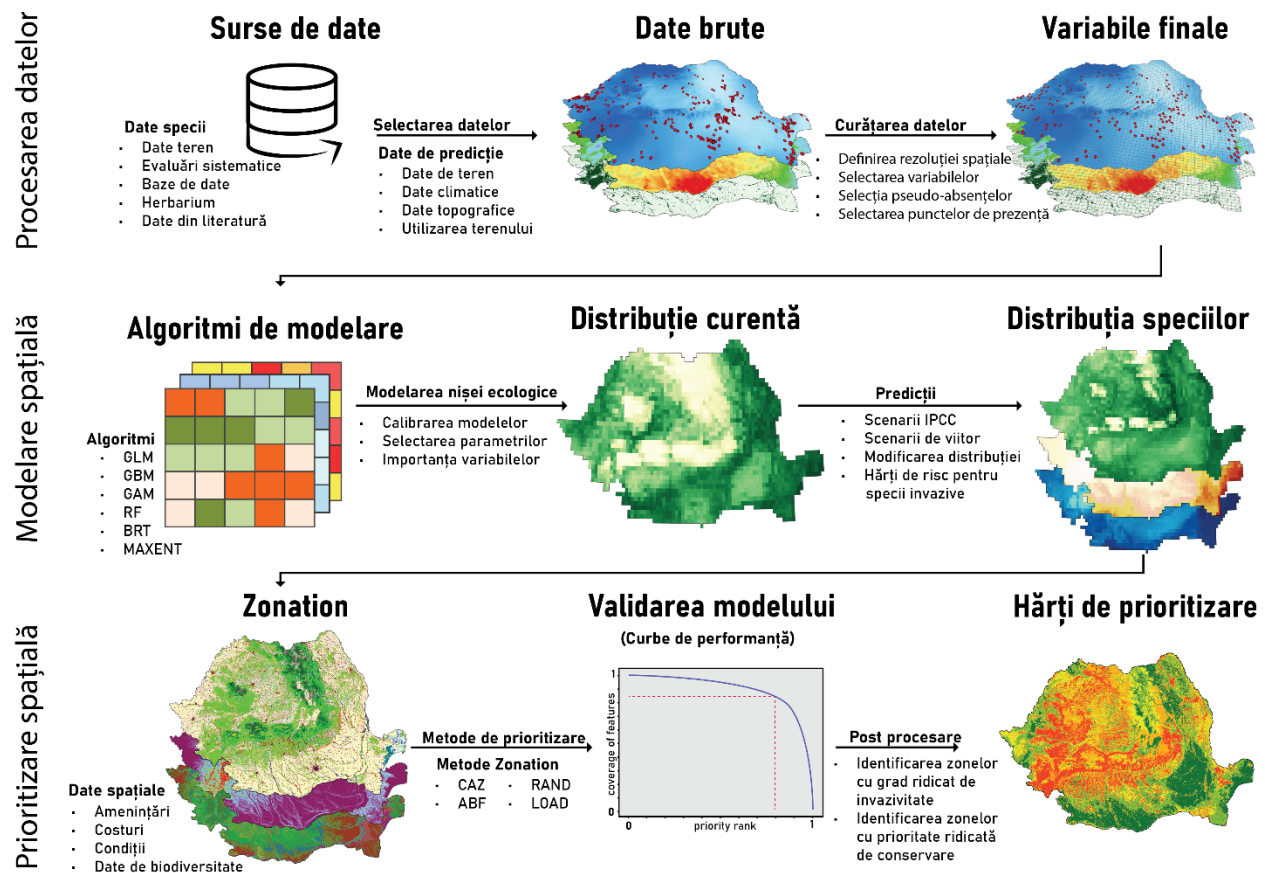 Procesarea datelor
Surse de date
Date brute
Variabile finale
Date specii
· Date teren
· Evaluări sistematice
· Baze de date
· Herbarium
· Date din literatură
Selectarea datelor
Date de predicție
· Date de teren
· Date climatice
· Date topografice
· Utilizarea terenului
Curățarea datelor
· Definirea rezoluției spațiale
· Selectarea variabilelor
· Selecția pseudo-absențelor
· Selectarea punctelor de prezență
Modelare spațială
Algoritmi de modelare
Distribuție curentă
Distribuția speciilor
Algoritmi
· GLM
· GBM
· GAM
· RF
· BRT
· MAXENT
Modelarea nișei ecologice
· Calibrarea modelelor
· Selectarea parametrilor
· Importanța variabilelor
Predicții
· Scenarii IPCC
· Scenarii de viitor
· Modificarea distribuției
· Hărți de risc pentru
specii invazive
Prioritizare spațială
Zonation
Validarea modelului
(Curbe de performanță)
Hărți de prioritizare
Date spațiale
· Amenințări
· Costuri
· Condiții
· Date de biodiversitate
Metode de prioritizare
Metode Zonation
· CAZ · RAND
· ABF · LOAD
coverage of features
1
0
0 priority rank 1
Post procesare
· Identificarea zonelor
cu grad ridicat de
invazivitate
· Identificarea zonelor
cu prioritate ridicată
de conservare